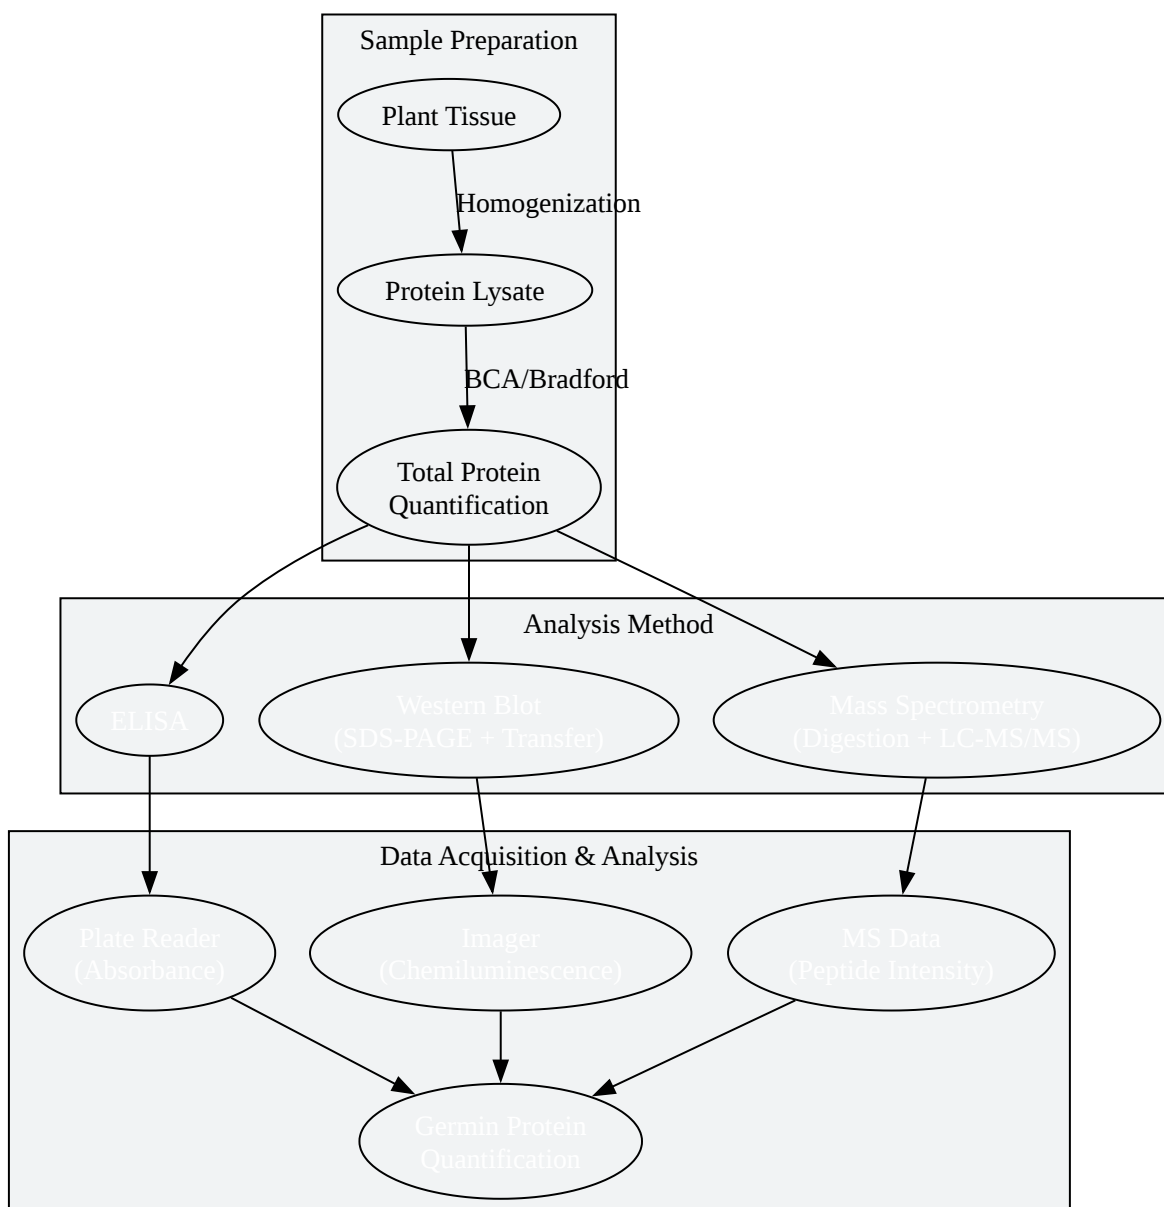 Sample Preparation
Plant Tissue
Homogenization
Protein Lysate
BCA/Bradford
Total Protein
Quantification
Analysis Method
ELISA
Western Blot
(SDS-PAGE + Transfer)
Mass Spectrometry
(Digestion + LC-MS/MS)
Data Acquisition & Analysis
Plate Reader
(Absorbance)
Imager
(Chemiluminescence)
MS Data
(Peptide Intensity)
Germin Protein
Quantification